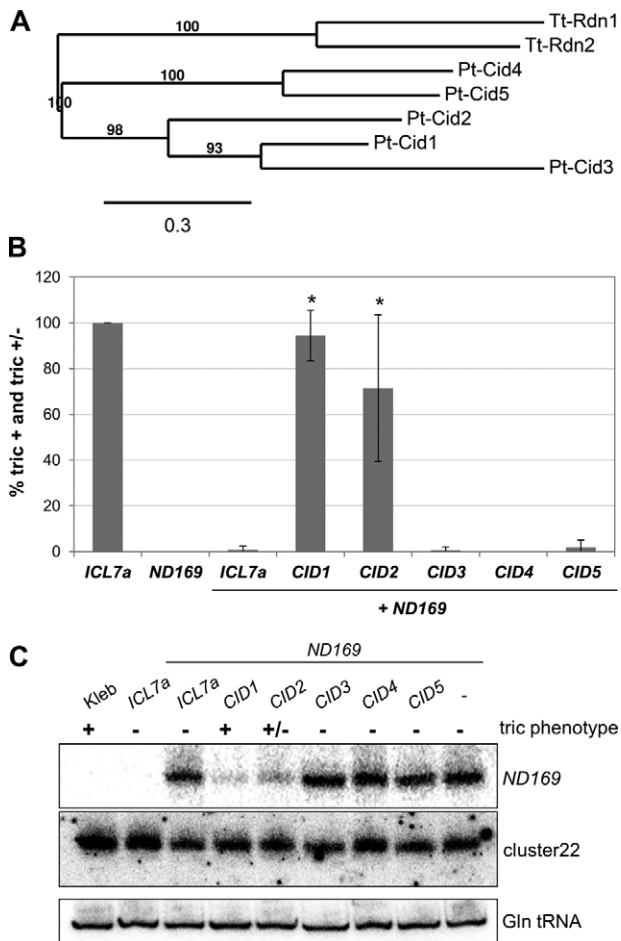 A
Tt-Rdn1
100
Tt-Rdn2
Pt-Cid4
100
Pt-Cid5
100
Pt-Cid2
98
Pt-Cid1
93
Pt-Cid3
0.3
B
% tric + and tric +/-
120
100
80
60
40
20
0
* *
ICL7a ND169 ICL7a CID1 CID2 CID3 CID4 CID5
+ ND169
C
ND169
Kleb ICL7a ICL7a CID1 CID2 CID3 CID4 CID5 -
+ - - + +/- - - - - tric phenotype
ND169
cluster22
Gln tRNA